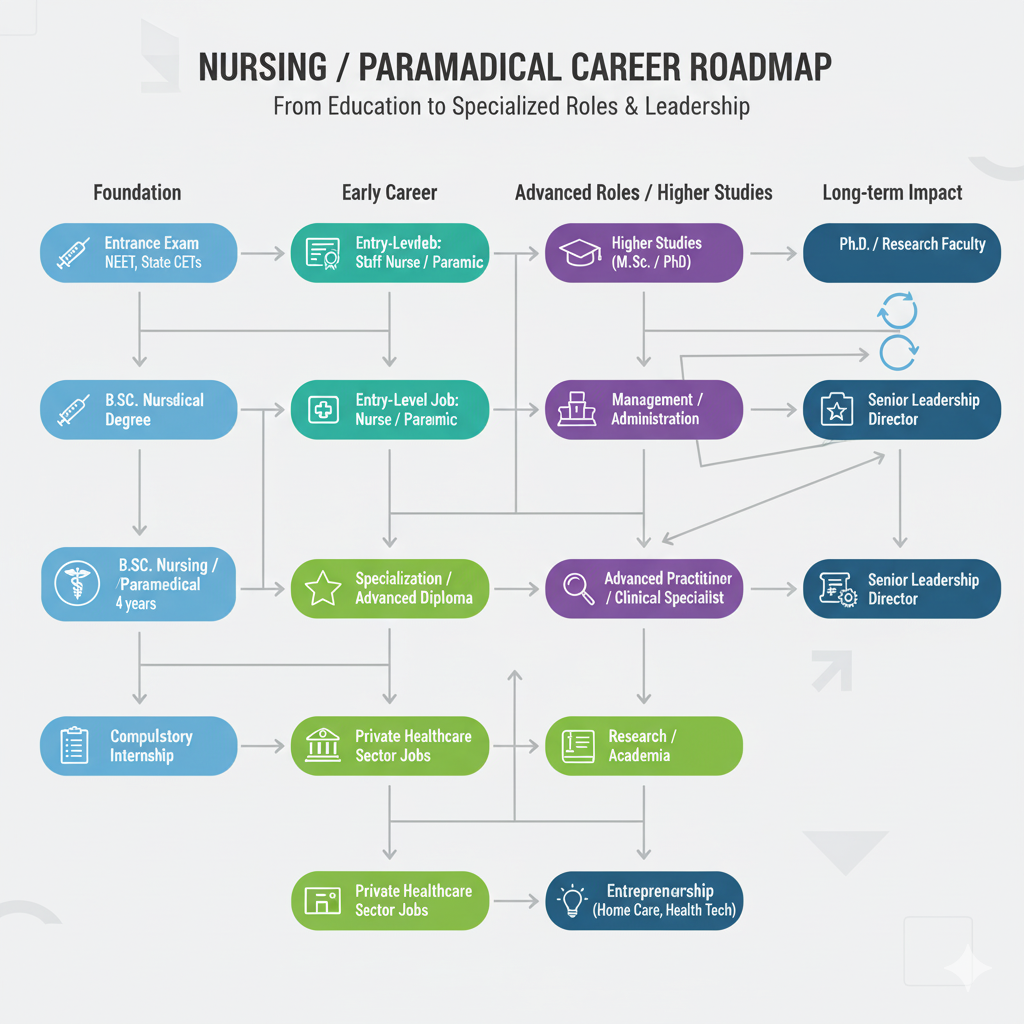 NURSING / PARAMADICAL CAREER ROADMAP
From Education to Specialized Roles & Leadership
Foundation
Early Career
Advanced Roles / Higher Studies
Long-term Impact
Entrance Exam
NEET, State CETs
Entry-Levdeb:
Staff Nurse / Paramic
Higher Studies
(M.Sc. / PhD)
Ph.D. / Research Faculty
B.SC. Nursdical
Degree
Entry-Level Job:
Nurse / Paramic
Management /
Administration
Senior Leadership
Director
B.SC. Nursing /
/Paramedical
4 years
Specialization /
Advanced Diploma
Advanced Practitinor
/ Clinical Specialist
Senior Leadership
Director
Compulstory
Internship
Private Healthcare
Sector Jobs
Research /
Academia
Private Healthcare
Sector Jobs
Entreprenarship
(Home Care, Health Tech)